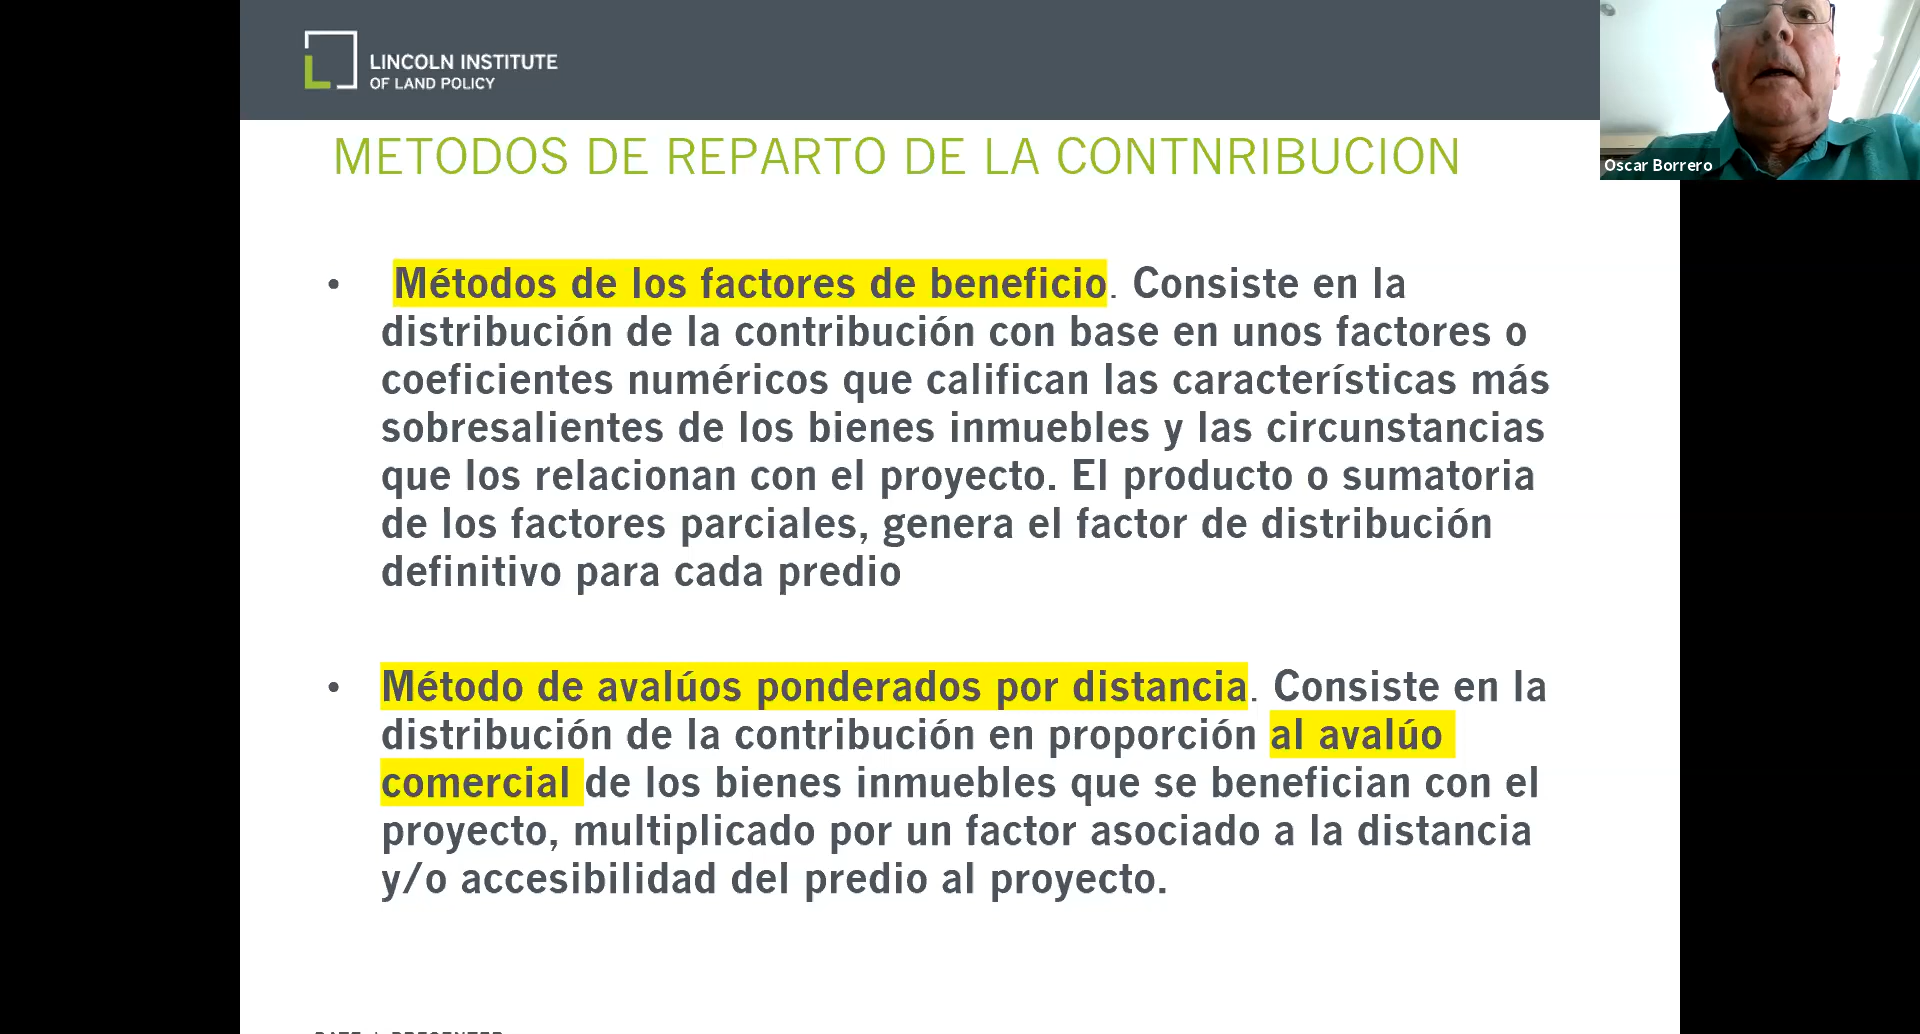 LINCOLN INSTITUTE
OF LAND POLICY
METODOS DE REPARTO DE LA CONTNRIBUCION
Oscar Borrero
• Métodos de los factores de beneficio. Consiste en la
distribución de la contribución con base en unos factores o
coeficientes numéricos que califican las características más
sobresalientes de los bienes inmuebles y las circunstancias
que los relacionan con el proyecto. El producto o sumatoria
de los factores parciales, genera el factor de distribución
definitivo para cada predio
• Método de avalúos ponderados por distancia. Consiste en la
distribución de la contribución en proporción al avalúo
comercial de los bienes inmuebles que se benefician con el
proyecto, multiplicado por un factor asociado a la distancia
y/o accesibilidad del predio al proyecto.